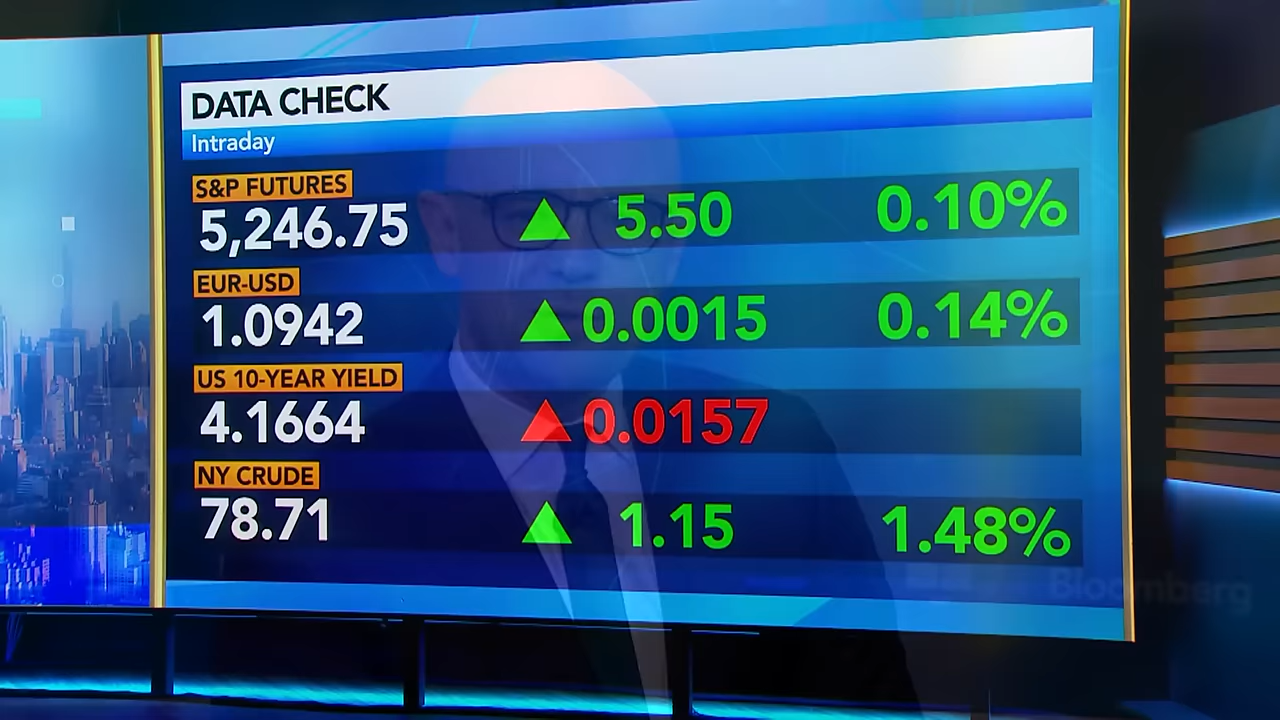 DATA CHECK
Intraday
S&P FUTURES
5,246.75 ▲ 5.50 0.10%
EUR-USD
1.0942 ▲ 0.0015 0.14%
US 10-YEAR YIELD
4.1664 ▲ 0.0157
NY CRUDE
78.71 ▲ 1.15 1.48%
Bloomberg